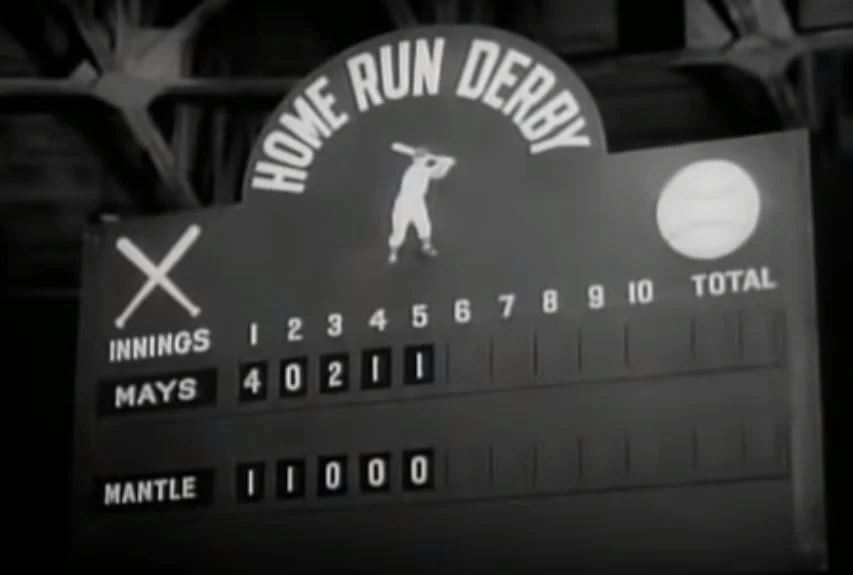 HOME RUN DERBY
INNINGS 1 2 3 4 5 6 7 8 9 10 TOTAL
MAYS 4 0 2 1 1
MANTLE 1 1 0 0 0